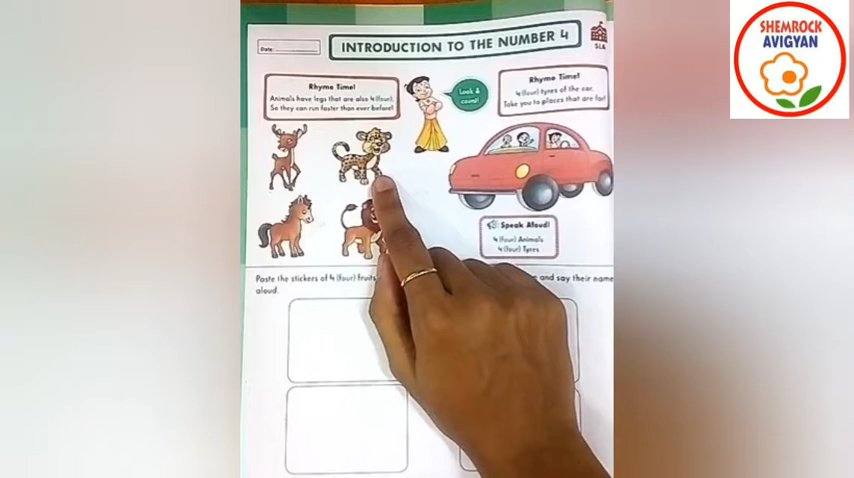 SHEMROCK
AVIGYAN
Date:
INTRODUCTION TO THE NUMBER 4
SLA
Rhyme Time!
Animals have legs that are also 4 (four),
So they can run faster than ever before!
Look &
count!
Rhyme Time!
4 (four) tyres of the car,
Take you to places that are far!
Speak Aloud!
4 (four) Animals
4 (four) Tyres
Paste the stickers of 4 (four) fruits and say their name
aloud.